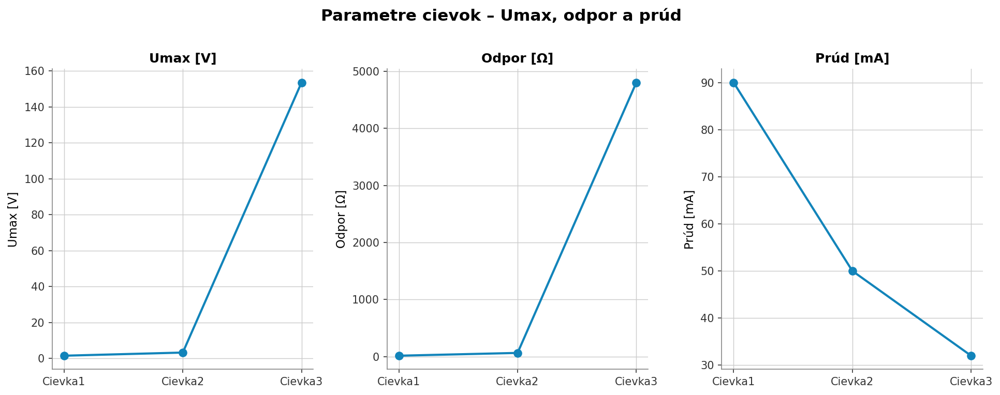 Parametre cievok – Umax, odpor a prúd
Umax [V]
Umax [V]
160
140
120
100
80
60
40
20
0
Cievka1 Cievka2 Cievka3
Odpor [Ω]
Odpor [Ω]
5000
4000
3000
2000
1000
0
Cievka1 Cievka2 Cievka3
Prúd [mA]
Prúd [mA]
90
80
70
60
50
40
30
Cievka1 Cievka2 Cievka3